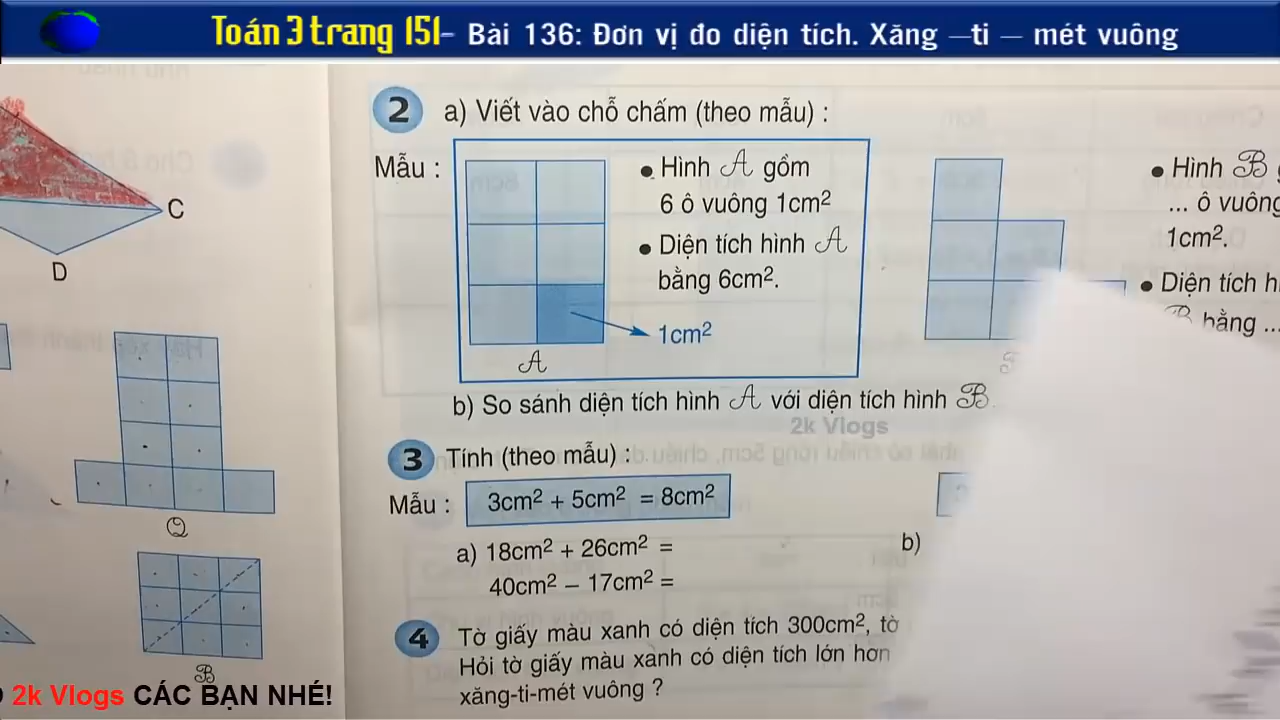 Toán 3 trang 151- Bài 136: Đơn vị đo diện tích. Xăng –ti – mét vuông
2 a) Viết vào chỗ chấm (theo mẫu) :
Mẫu :
Hình A gồm
6 ô vuông 1cm²
Diện tích hình A
bằng 6cm².
1cm²
A
Hình B
... ô vuông
1cm².
Diện tích
B bằng ...
b) So sánh diện tích hình A với diện tích hình B
2k Vlogs
3 Tính (theo mẫu) :
Mẫu : 3cm² + 5cm² = 8cm²
a) 18cm² + 26cm² =
40cm² – 17cm² =
b)
4 Tờ giấy màu xanh có diện tích 300cm², tờ
Hỏi tờ giấy màu xanh có diện tích lớn hơn
xăng-ti-mét vuông ?
C
D
Q
B
2k Vlogs CÁC BẠN NHÉ!